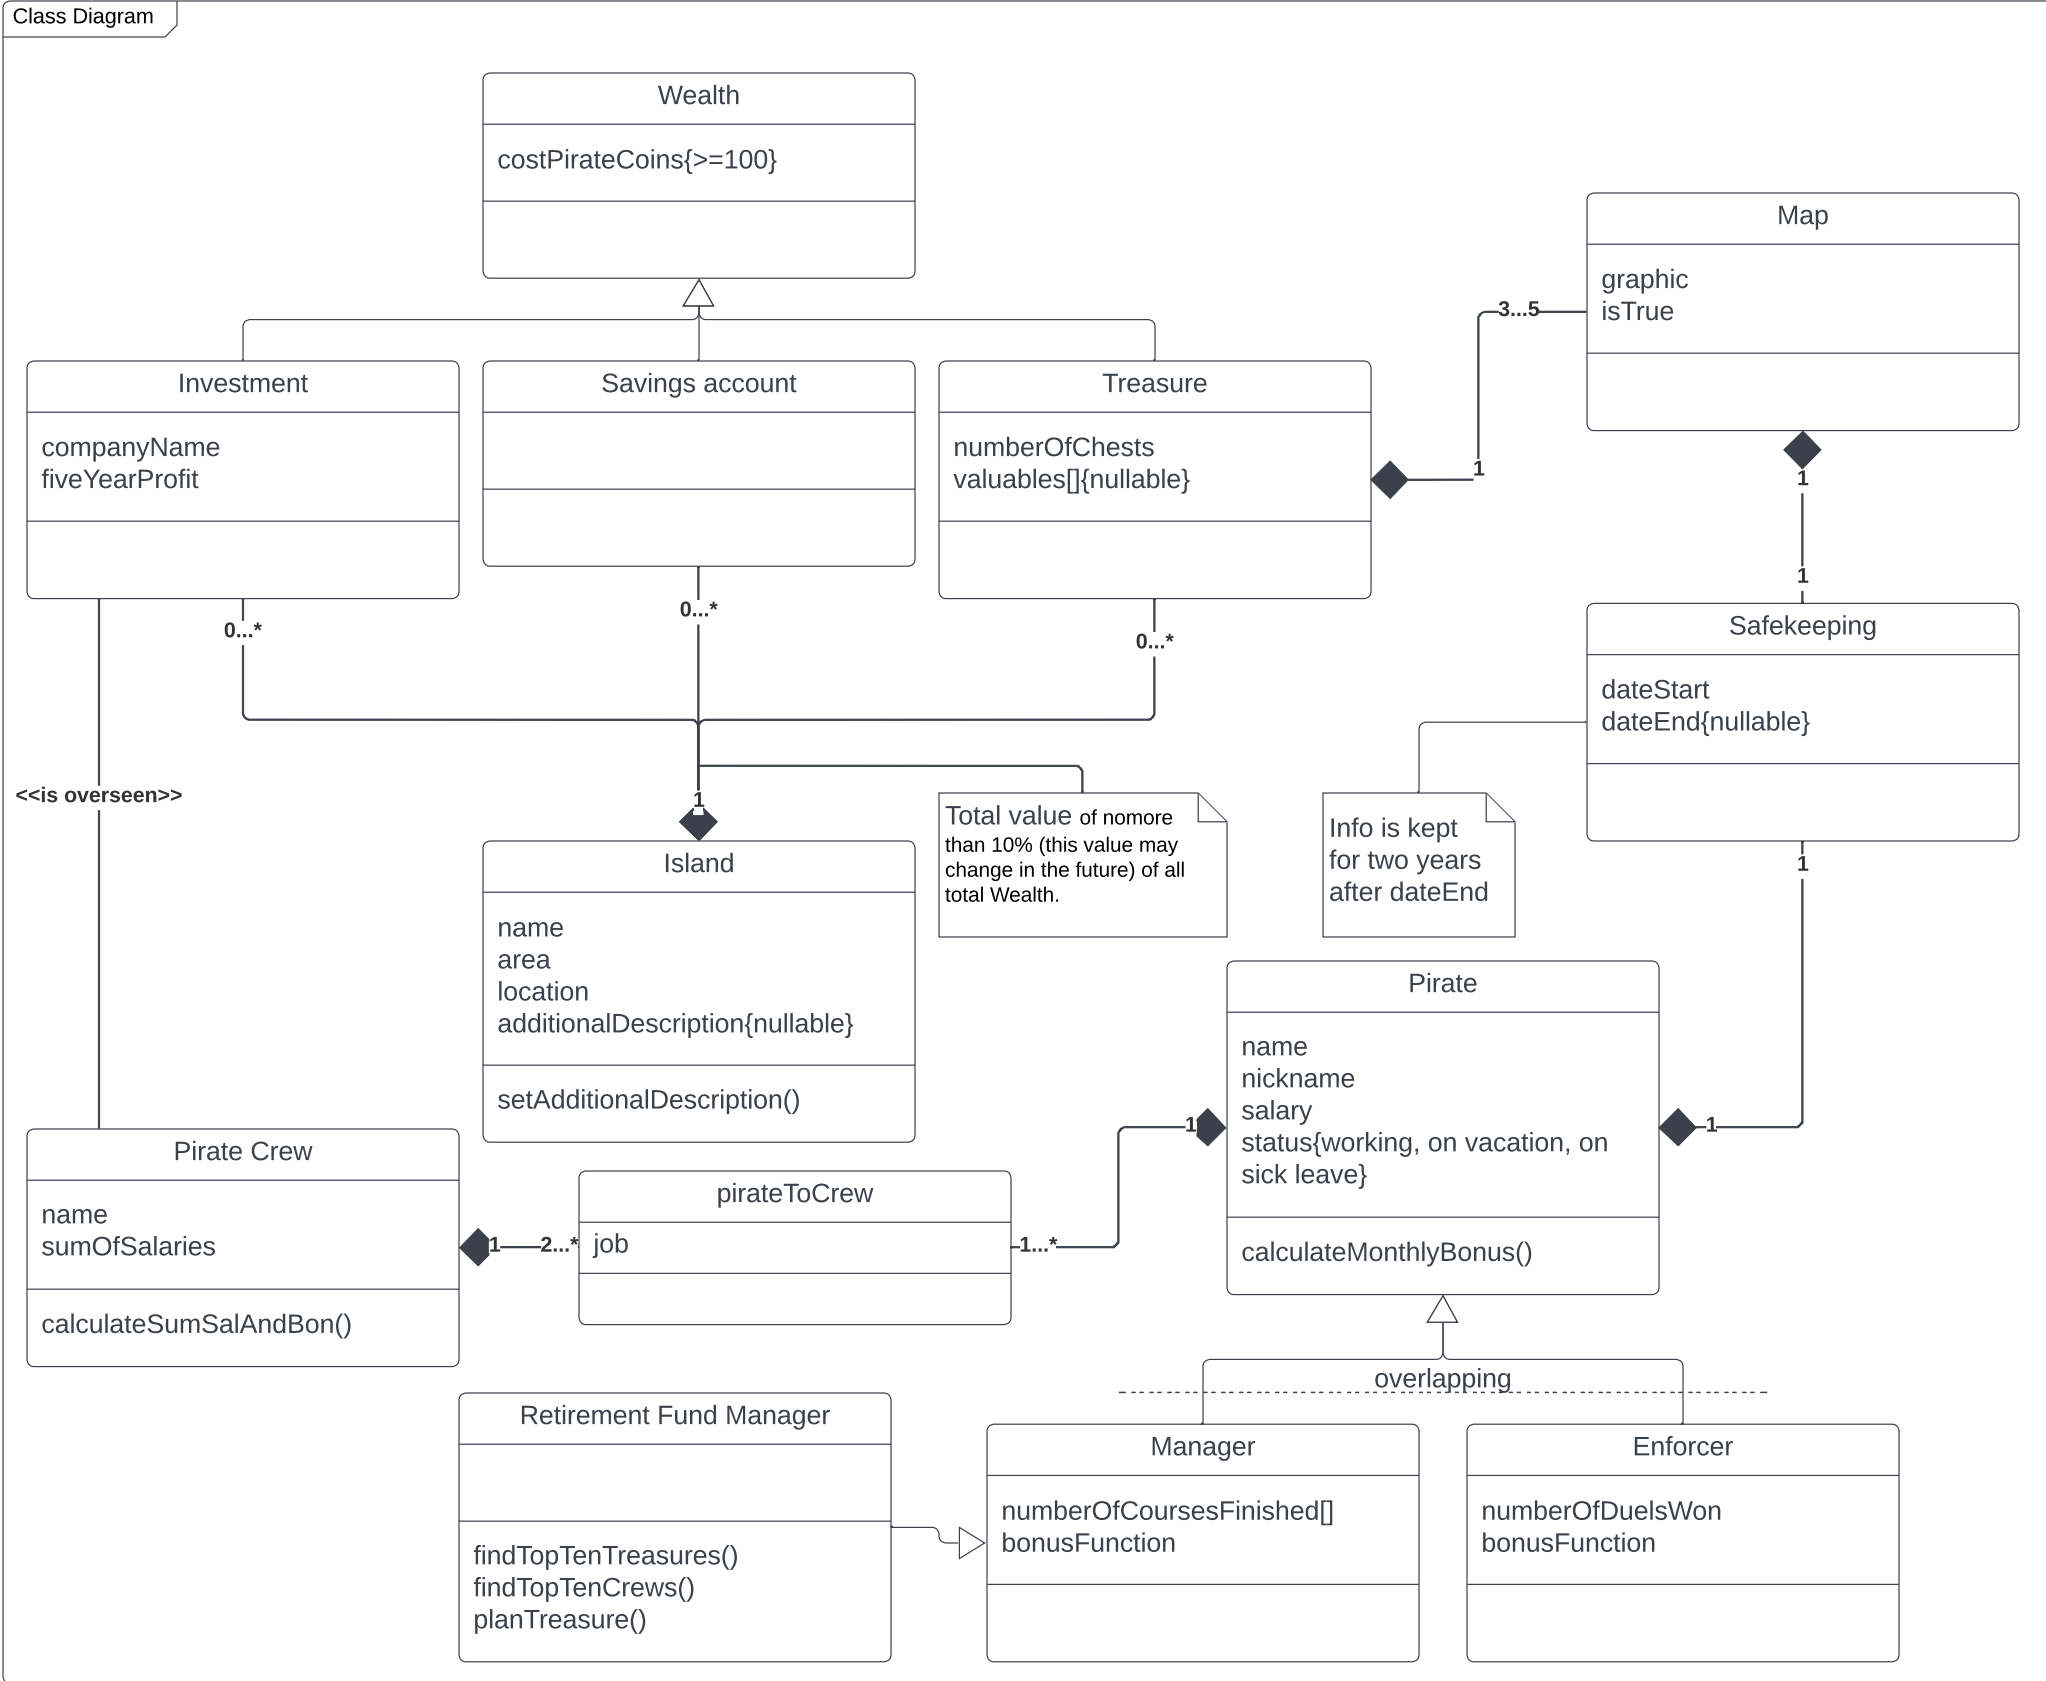 Class Diagram
Wealth
costPirateCoins{>=100}
Map
graphic
isTrue
3...5
1
Investment
companyName
fiveYearProfit
Savings account
Treasure
numberOfChests
valuables[]{nullable}
1
1
0...*
0...*
0...*
Safekeeping
dateStart
dateEnd{nullable}
<<is overseen>>
1
Total value of nomore
than 10% (this value may
change in the future) of all
total Wealth.
Info is kept
for two years
after dateEnd
1
Island
name
area
location
additionalDescription{nullable}
setAdditionalDescription()
Pirate
name
nickname
salary
status{working, on vacation, on
sick leave}
calculateMonthlyBonus()
1
1
Pirate Crew
name
sumOfSalaries
calculateSumSalAndBon()
1
2...*
pirateToCrew
job
1...*
overlapping
Retirement Fund Manager
findTopTenTreasures()
findTopTenCrews()
planTreasure()
Manager
numberOfCoursesFinished[]
bonusFunction
Enforcer
numberOfDuelsWon
bonusFunction